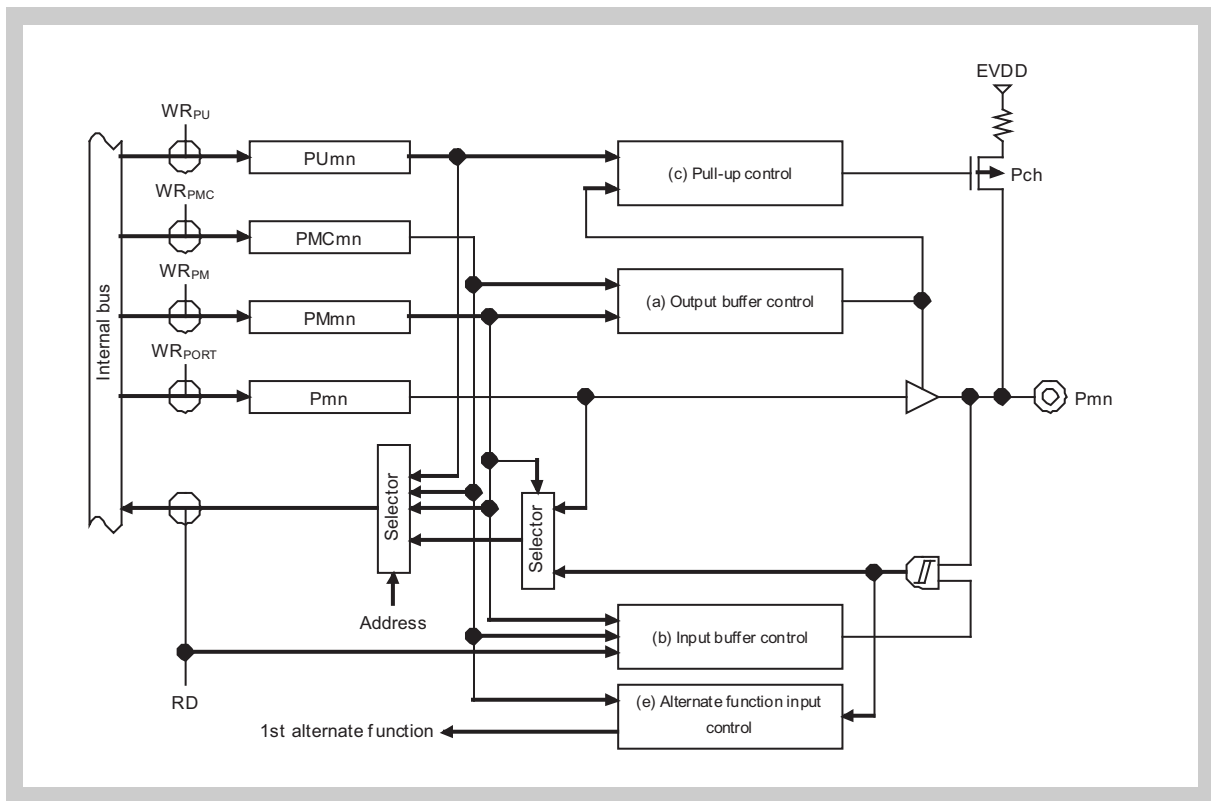 EVDD
WRPU
PUmn
(c) Pull-up control
Pch
WRPMC
PMCmn
WRPM
PMmn
(a) Output buffer control
Internal bus
WRPORT
Pmn
Pmn
Selector
Selector
Address
(b) Input buffer control
RD
(e) Alternate function input
control
1st alternate function